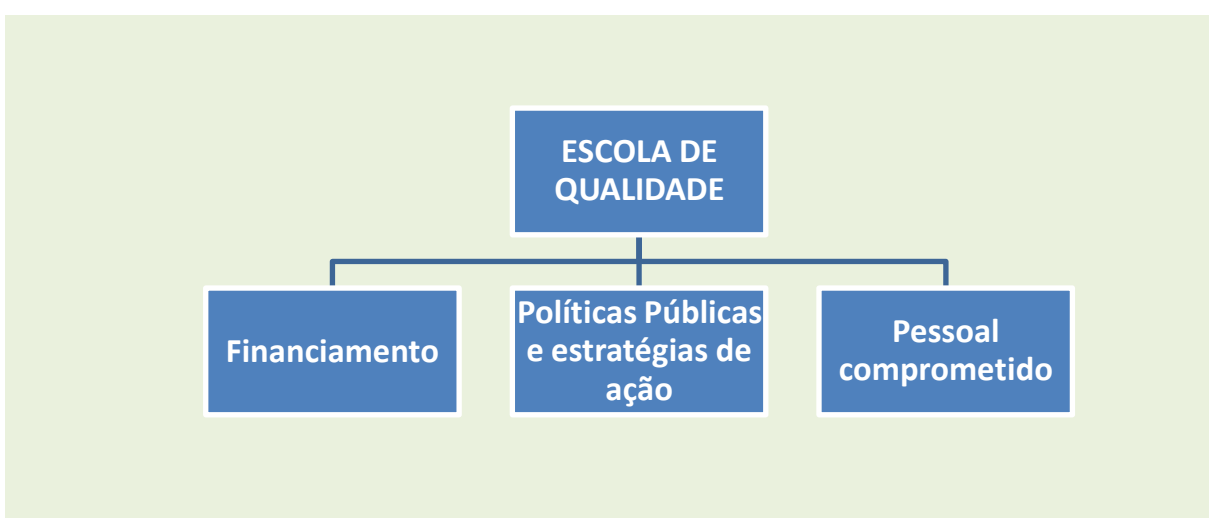 ESCOLA DE
QUALIDADE
Financiamento
Políticas Públicas
e estratégias de
ação
Pessoal
comprometido